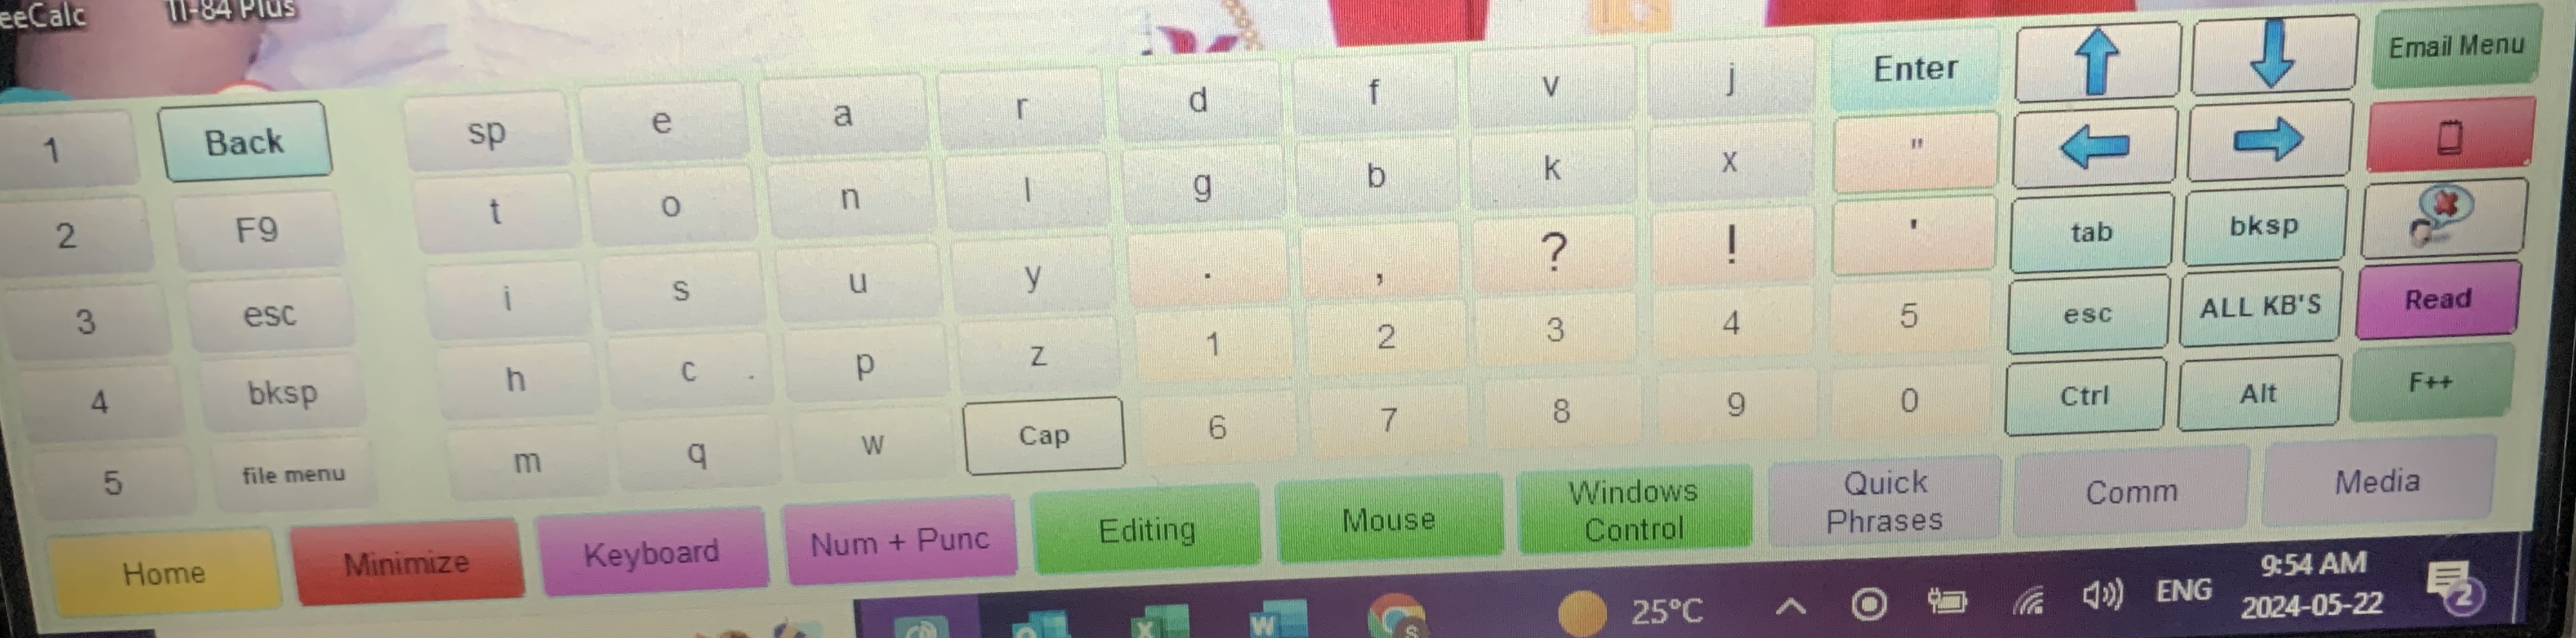 eeCalc TI-84 Plus
1 Back sp e a r d f v j Enter Email Menu
2 F9 t o n l g b k x "
3 esc i s u y . , ? ! ' tab bksp
4 bksp h c p z 1 2 3 4 5 esc ALL KB'S Read
5 file menu m q w Cap 6 7 8 9 0 Ctrl Alt F++
Home Minimize Keyboard Num + Punc Editing Mouse Windows Control Quick Phrases Comm Media
25°C ENG 9:54 AM
2024-05-22 2
X W S